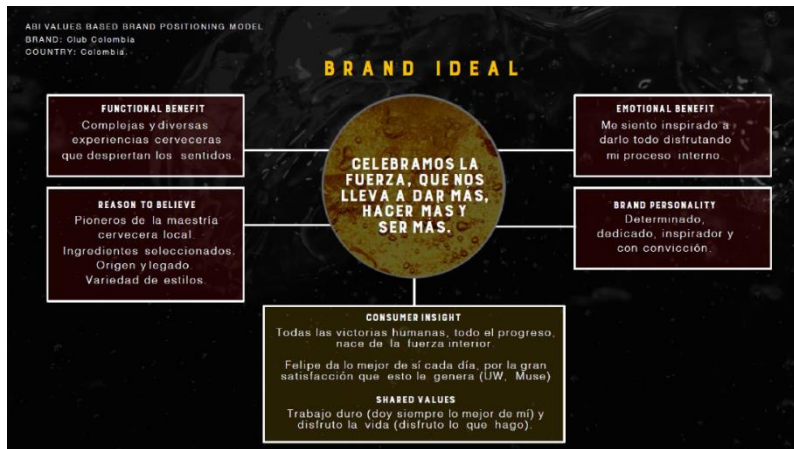 ABI VALUES BASED BRAND POSITIONING MODEL
BRAND: Club Colombia
COUNTRY: Colombia.
BRAND IDEAL
FUNCTIONAL BENEFIT
Complejas y diversas
experiencias cerveceras
que despiertan los sentidos
REASON TO BELIEVE
Pioneros de la maestría
cervecera local.
Ingredientes seleccionados.
Origen y legado.
Variedad de estilos.
CELEBRAMOS LA
FUERZA, QUE NOS
LLEVA A DAR MAS,
HACER MAS Y
SER MAS.
EMOTIONAL BENEFIT
Me siento inspirado a
darlo todo disfrutando
mi proceso interno.
BRAND PERSONALITY
Determinado,
dedicado, inspirador y
con convicción.
CONSUMER INSIGHT
Todas las victorias humanas, todo el progreso,
nace de la fuerza interior.
Felipe da lo mejor de sí cada día, por la gran
satisfacción que esto le genera (UW, Muse)
SHARED VALUES
Trabajo duro (doy siempre lo mejor de mí) y
disfruto la vida (disfruto lo que hago).